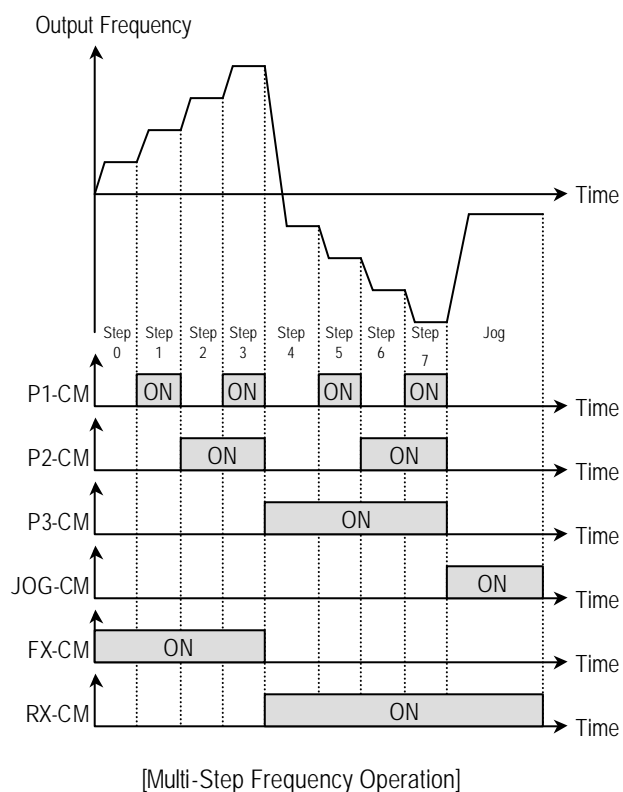 Output Frequency
Time
Step 0 Step 1 Step 2 Step 3 Step 4 Step 5 Step 6 Step 7 Jog
P1-CM ON ON ON ON Time
P2-CM ON ON Time
P3-CM ON Time
JOG-CM ON Time
FX-CM ON Time
RX-CM ON Time
[Multi-Step Frequency Operation]